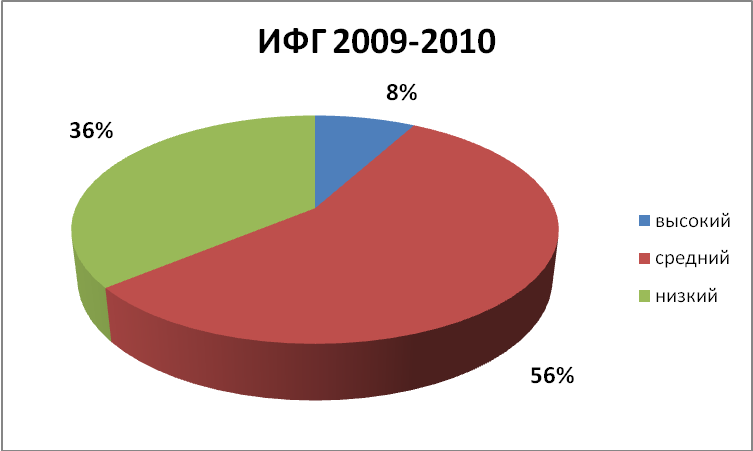 ИФГ 2009-2010
8%
36%
высокий
средний
низкий
56%